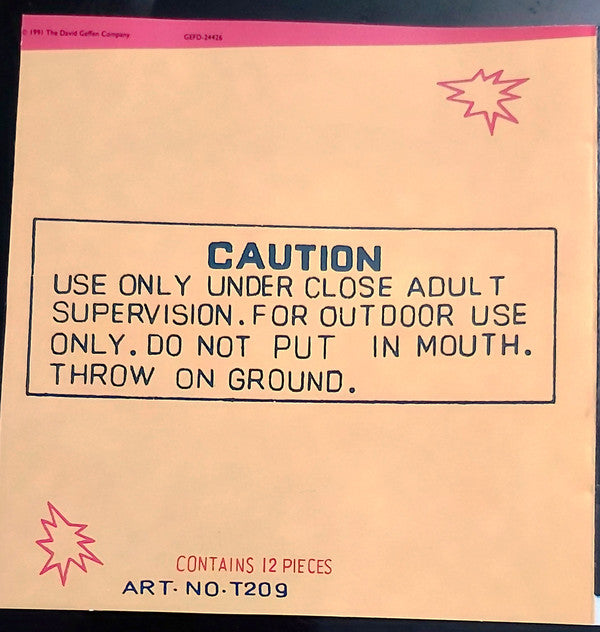 © 1991 The David Geffen Company GEFD-24426
CAUTION
USE ONLY UNDER CLOSE ADULT
SUPERVISION. FOR OUTDOOR USE
ONLY. DO NOT PUT IN MOUTH.
THROW ON GROUND.
CONTAINS 12 PIECES
ART. NO. T209